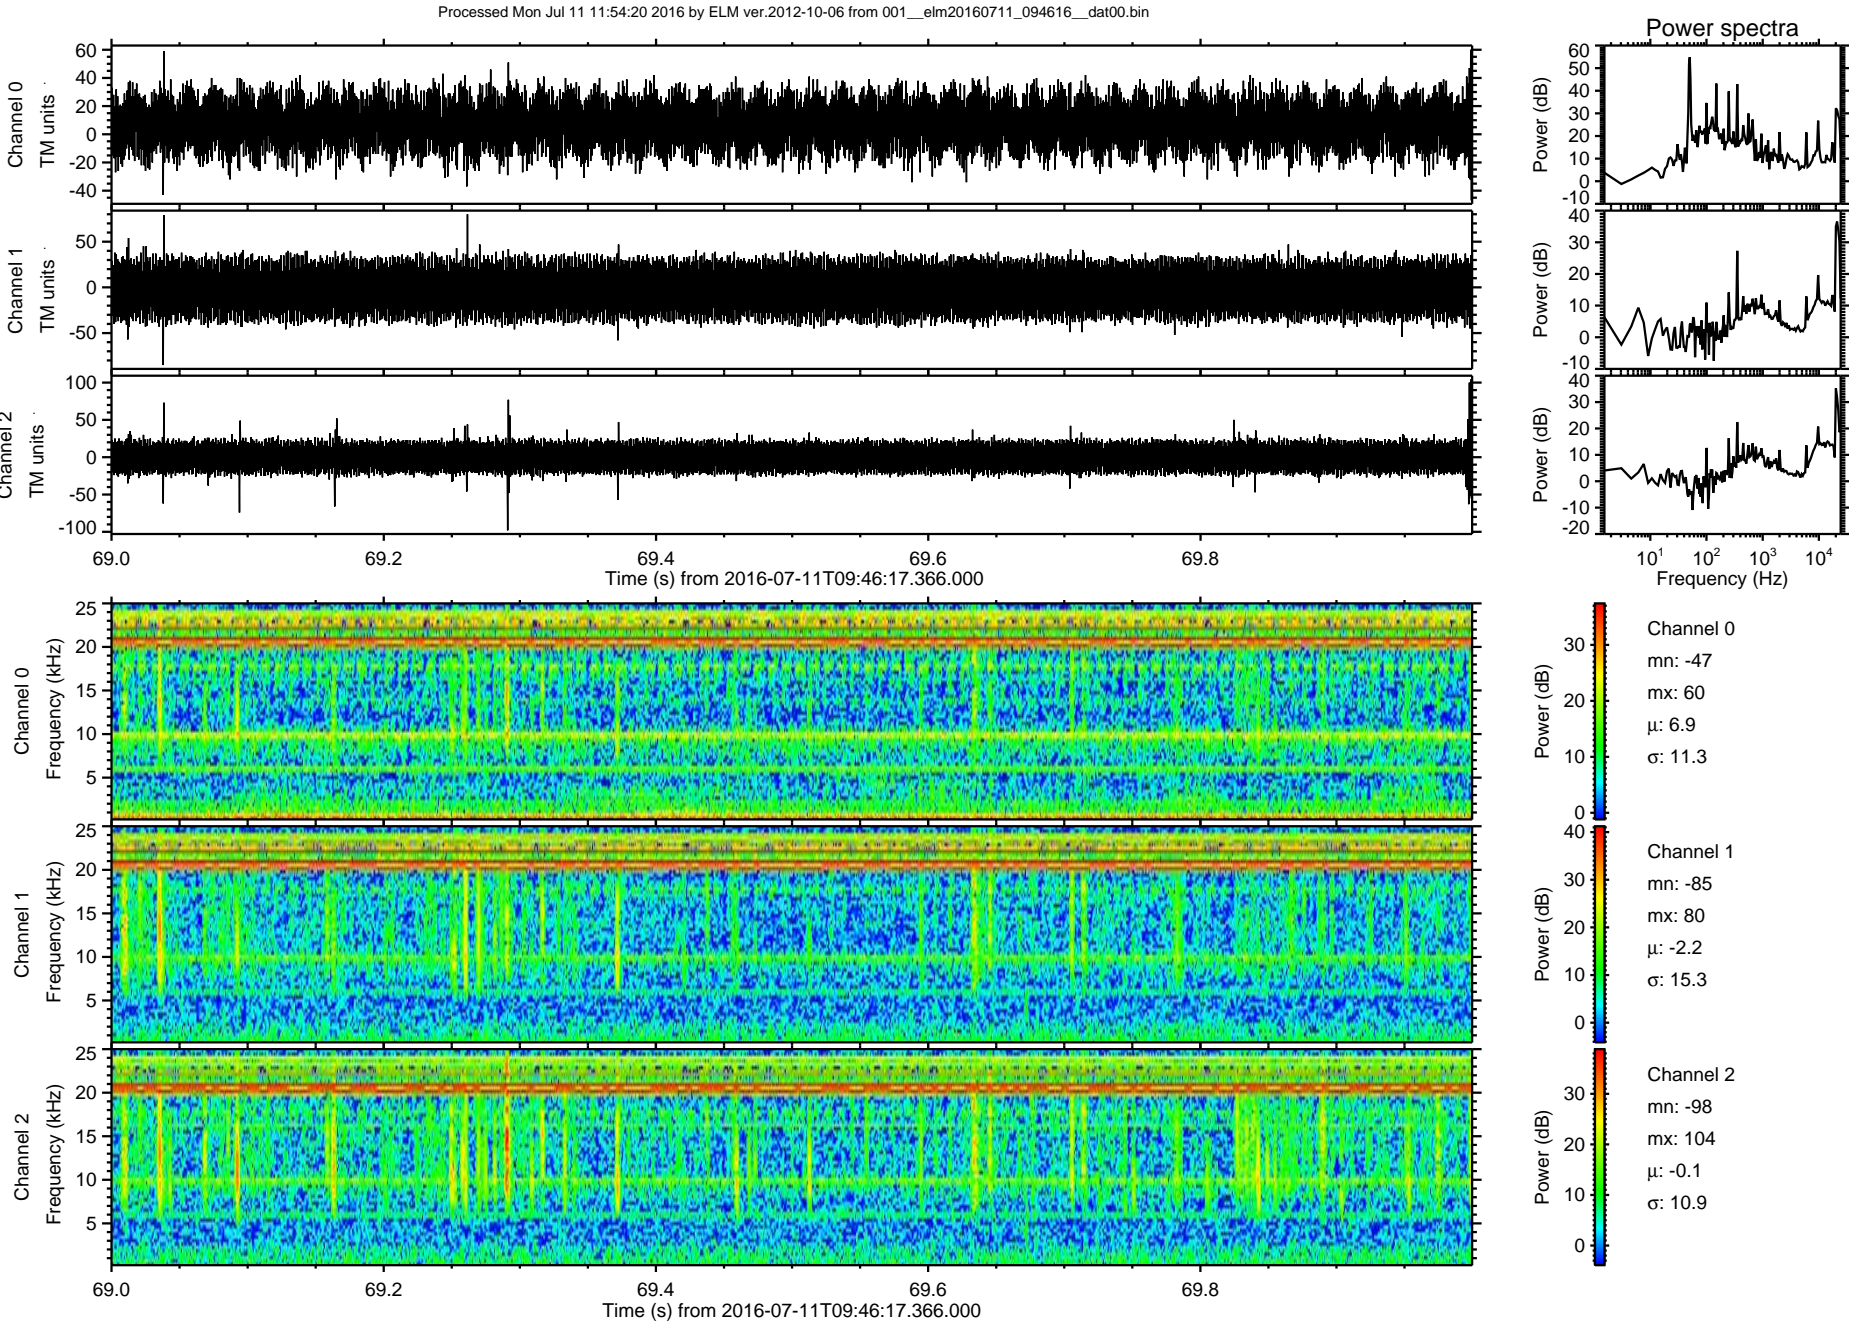 Processed Mon Jul 11 11:54:20 2016 by ELM ver.2012-10-06 from 001__elm20160711_094616__dat00.bin
Power spectra
Channel 0
TM units
60
40
20
0
-20
-40
Power (dB)
60
50
40
30
20
10
0
-10
Channel 1
TM units
50
0
-50
Power (dB)
40
30
20
10
0
-10
Channel 2
TM units
100
50
0
-50
-100
Power (dB)
40
30
20
10
0
-10
-20
69.0 69.2 69.4 69.6 69.8
Time (s) from 2016-07-11T09:46:17.366.000
10¹ 10² 10³ 10⁴
Frequency (Hz)
Channel 0
Frequency (kHz)
25
20
15
10
5
Power (dB)
30
20
10
0
Channel 0
mn: -47
mx: 60
μ: 6.9
σ: 11.3
Channel 1
Frequency (kHz)
25
20
15
10
5
Power (dB)
40
30
20
10
0
Channel 1
mn: -85
mx: 80
μ: -2.2
σ: 15.3
Channel 2
Frequency (kHz)
25
20
15
10
5
Power (dB)
30
20
10
0
Channel 2
mn: -98
mx: 104
μ: -0.1
σ: 10.9
69.0 69.2 69.4 69.6 69.8
Time (s) from 2016-07-11T09:46:17.366.000